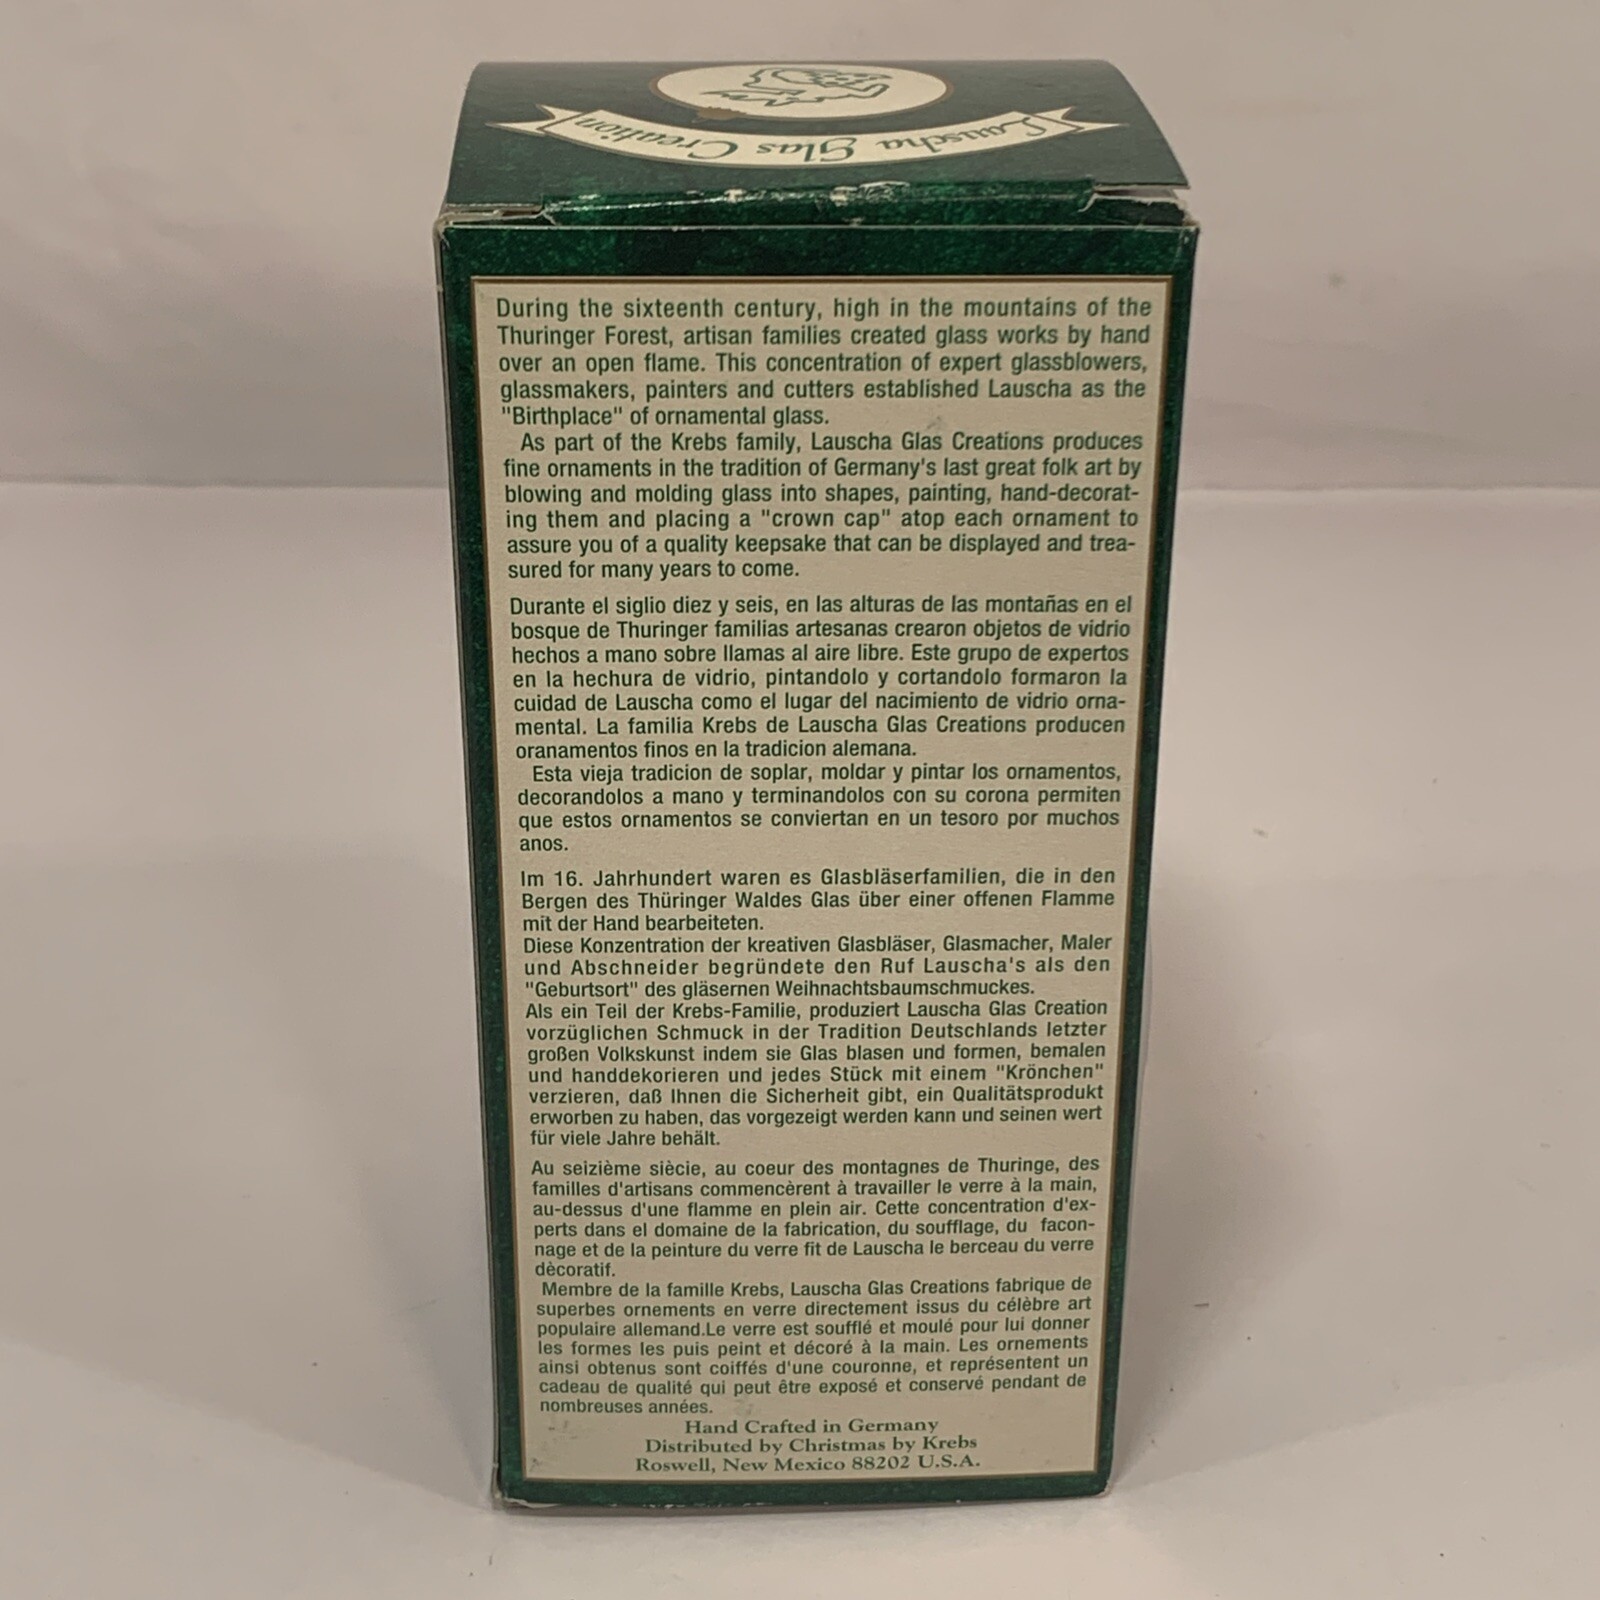 Lauscha Glas Creation
During the sixteenth century, high in the mountains of the
Thuringer Forest, artisan families created glass works by hand
over an open flame. This concentration of expert glassblowers,
glassmakers, painters and cutters established Lauscha as the
"Birthplace" of ornamental glass.
As part of the Krebs family, Lauscha Glas Creations produces
fine ornaments in the tradition of Germany's last great folk art by
blowing and molding glass into shapes, painting, hand-decorat-
ing them and placing a "crown cap" atop each ornament to
assure you of a quality keepsake that can be displayed and trea-
sured for many years to come.
Durante el siglio diez y seis, en las alturas de las montañas en el
bosque de Thuringer familias artesanas crearon objetos de vidrio
hechos a mano sobre llamas al aire libre. Este grupo de expertos
en la hechura de vidrio, pintandolo y cortandolo formaron la
cuidad de Lauscha como el lugar del nacimiento de vidrio orna-
mental. La familia Krebs de Lauscha Glas Creations producen
oranamentos finos en la tradicion alemana.
Esta vieja tradicion de soplar, moldar y pintar los ornamentos,
decorandolos a mano y terminandolos con su corona permiten
que estos ornamentos se conviertan en un tesoro por muchos
anos.
Im 16. Jahrhundert waren es Glasbläserfamilien, die in den
Bergen des Thüringer Waldes Glas über einer offenen Flamme
mit der Hand bearbeiteten.
Diese Konzentration der kreativen Glasbläser, Glasmacher, Maler
und Abschneider begründete den Ruf Lauscha's als den
"Geburtsort" des gläsernen Weihnachtsbaumschmuckes.
Als ein Teil der Krebs-Familie, produziert Lauscha Glas Creation
vorzüglichen Schmuck in der Tradition Deutschlands letzter
großen Volkskunst indem sie Glas blasen und formen, bemalen
und handdekorieren und jedes Stück mit einem "Krönchen"
verzieren, daß Ihnen die Sicherheit gibt, ein Qualitätsprodukt
erworben zu haben, das vorgezeigt werden kann und seinen wert
für viele Jahre behält.
Au seizième siècie, au coeur des montagnes de Thuringe, des
familles d'artisans commencèrent à travailler le verre à la main,
au-dessus d'une flamme en plein air. Cette concentration d'ex-
perts dans el domaine de la fabrication, du soufflage, du facon-
nage et de la peinture du verre fit de Lauscha le berceau du verre
dècoratif.
Membre de la famille Krebs, Lauscha Glas Creations fabrique de
superbes ornements en verre directement issus du célèbre art
populaire allemand.Le verre est soufflé et moulé pour lui donner
les formes les puis peint et décoré à la main. Les ornements
ainsi obtenus sont coiffés d'une couronne, et représentent un
cadeau de qualité qui peut être exposé et conservé pendant de
nombreuses années.
Hand Crafted in Germany
Distributed by Christmas by Krebs
Roswell, New Mexico 88202 U.S.A.